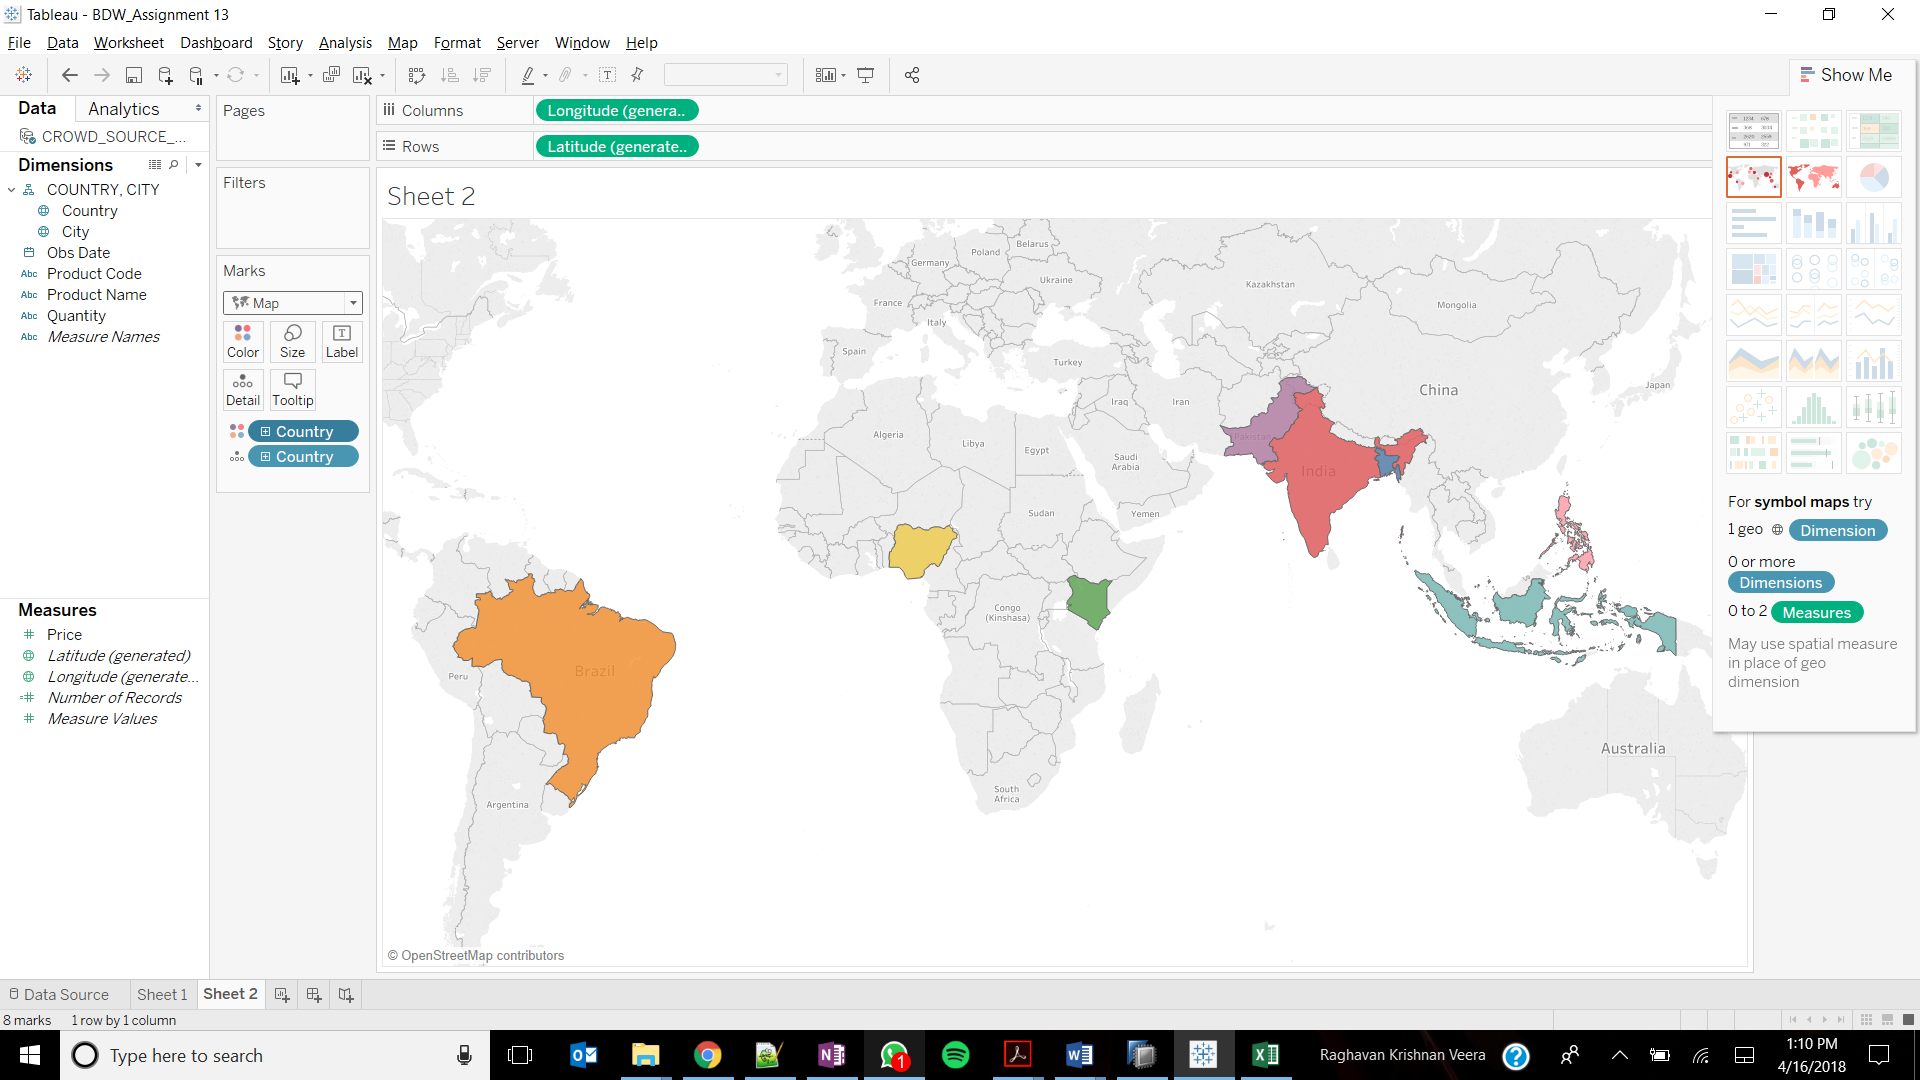 Tableau - BDW_Assignment 13
File Data Worksheet Dashboard Story Analysis Map Format Server Window Help
Show Me
Data Analytics
CROWD_SOURCE_...
Dimensions
COUNTRY, CITY
Country
City
Obs Date
Abc Product Code
Abc Product Name
Abc Quantity
Abc Measure Names
Measures
Price
Latitude (generated)
Longitude (generate...
Number of Records
Measure Values
Pages
Filters
Marks
Map
Color Size Label
Detail Tooltip
Country
Country
Columns Longitude (genera..
Rows Latitude (generate..
Sheet 2
Belarus
Poland
Germany
Ukraine
Kazakhstan
France
Mongolia
Italy
Spain
Turkey
Japan
China
Iraq
Iran
Algeria
Pakistan
Libya
Egypt
Saudi
Arabia
India
Sudan
Yemen
Congo
(Kinshasa)
Brazil
Peru
Australia
South
Africa
Argentina
© OpenStreetMap contributors
For symbol maps try
1 geo Dimension
0 or more
Dimensions
0 to 2 Measures
May use spatial measure
in place of geo
dimension
Data Source Sheet 1 Sheet 2
8 marks 1 row by 1 column
Type here to search
1
Raghavan Krishnan Veera
1:10 PM
4/16/2018